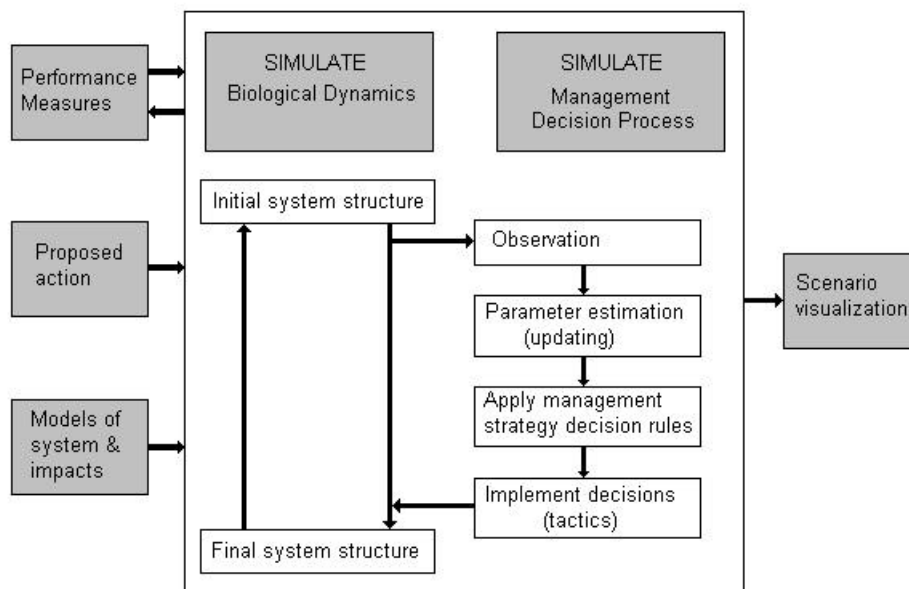 Performance
Measures
SIMULATE
Biological Dynamics
SIMULATE
Management
Decision Process
Initial system structure
Proposed
action
Observation
Parameter estimation
(updating)
Scenario
visualization
Apply management
strategy decision rules
Models of
system &
impacts
Implement decisions
(tactics)
Final system structure